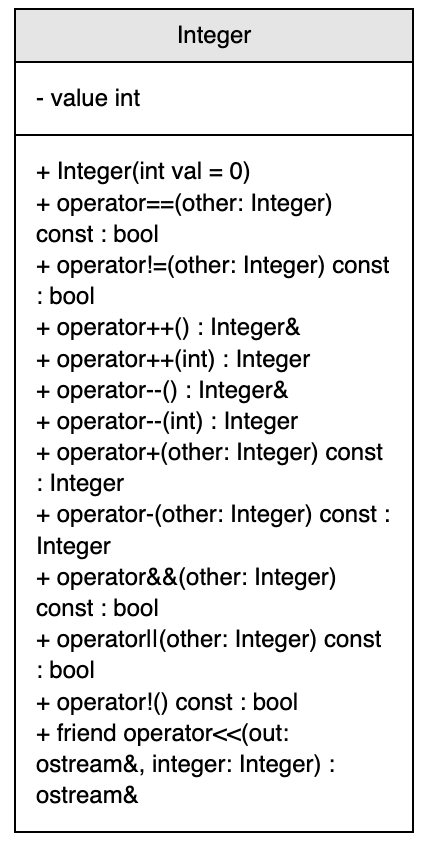 Integer
- value int
+ Integer(int val = 0)
+ operator==(other: Integer)
const : bool
+ operator!=(other: Integer) const
: bool
+ operator++() : Integer&
+ operator++(int) : Integer
+ operator--() : Integer&
+ operator--(int) : Integer
+ operator+(other: Integer) const
: Integer
+ operator-(other: Integer) const :
Integer
+ operator&&(other: Integer)
const : bool
+ operator||(other: Integer) const
: bool
+ operator!() const : bool
+ friend operator<<(out:
ostream&, integer: Integer) :
ostream&